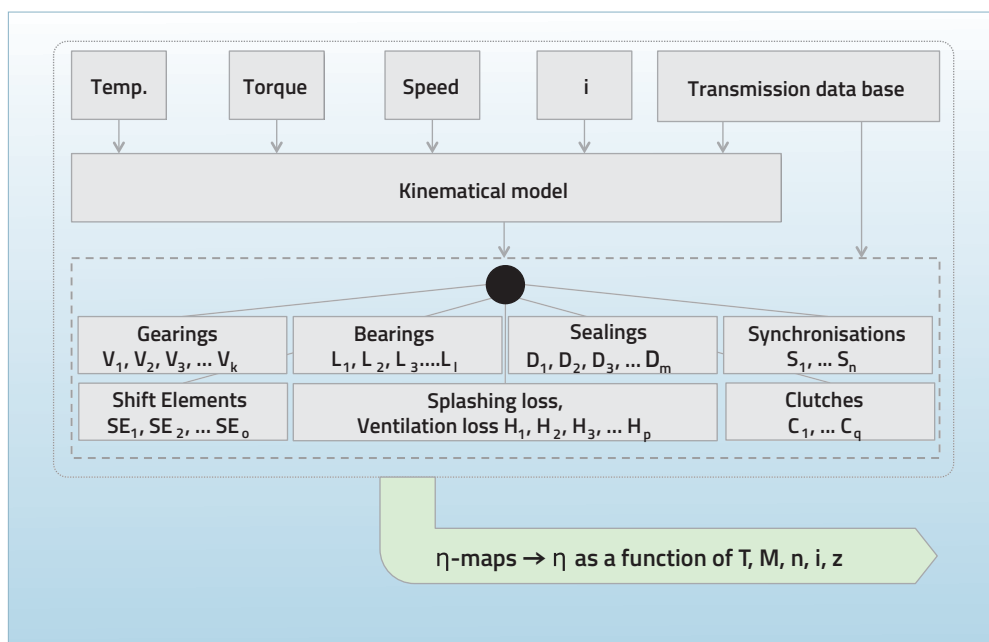 Temp.
Torque
Speed
i
Transmission data base
Kinematical model
Gearings
V₁, V₂, V₃, ... Vₖ
Bearings
L₁, L₂, L₃....Lₗ
Sealings
D₁, D₂, D₃, ... Dₘ
Synchronisations
S₁, ... Sₙ
Shift Elements
SE₁, SE₂, ... SEₒ
Splashing loss,
Ventilation loss H₁, H₂, H₃, ... Hₚ
Clutches
C₁, ... C_q
η-maps → η as a function of T, M, n, i, z